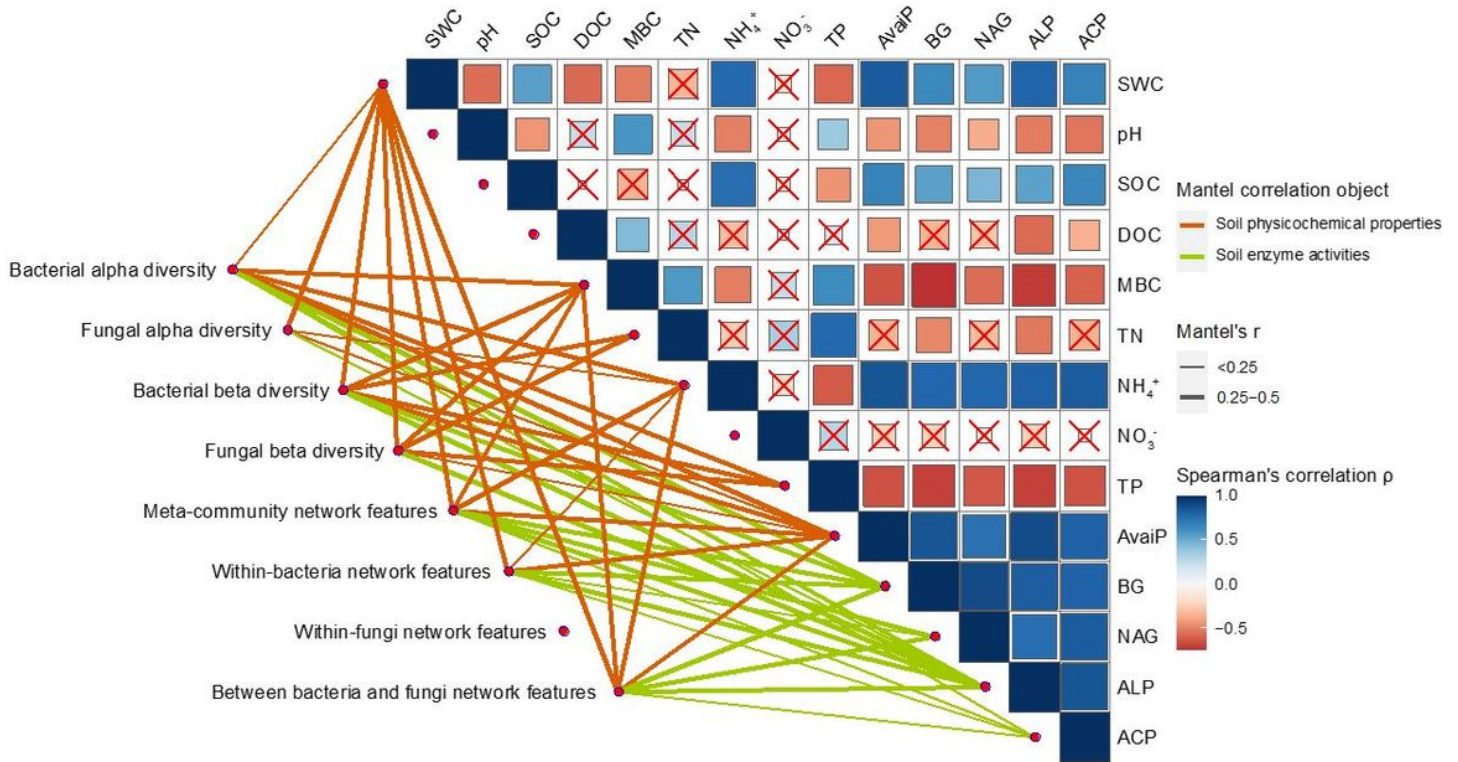 SWC pH SOC DOC MBC TN NH₄⁺ NO₃⁻ TP AvaiP BG NAG ALP ACP
SWC
pH
SOC
DOC
MBC
TN
NH₄⁺
NO₃⁻
TP
AvaiP
BG
NAG
ALP
ACP
Bacterial alpha diversity
Fungal alpha diversity
Bacterial beta diversity
Fungal beta diversity
Meta-community network features
Within-bacteria network features
Within-fungi network features
Between bacteria and fungi network features
Mantel correlation object
Soil physicochemical properties
Soil enzyme activities
Mantel's r
<0.25
0.25−0.5
Spearman's correlation ρ
1.0
0.5
0.0
−0.5